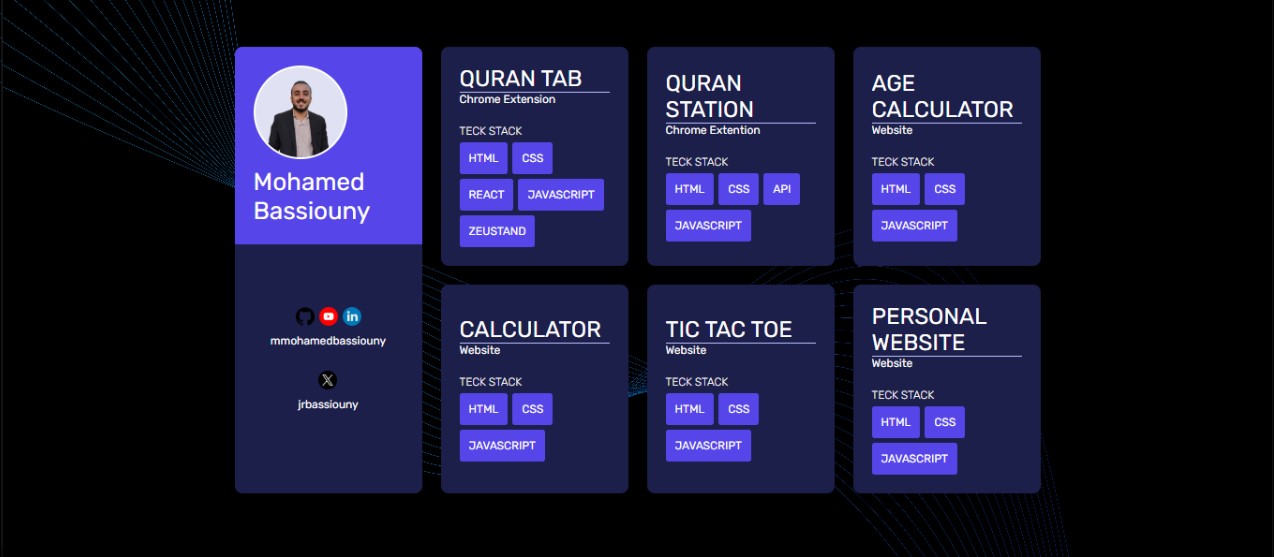 Mohamed
Bassiouny
mmohamedbassiouny
jrbassiouny
QURAN TAB
Chrome Extension
TECK STACK
HTML CSS
REACT JAVASCRIPT
ZEUSTAND
QURAN
STATION
Chrome Extention
TECK STACK
HTML CSS API
JAVASCRIPT
AGE
CALCULATOR
Website
TECK STACK
HTML CSS
JAVASCRIPT
CALCULATOR
Website
TECK STACK
HTML CSS
JAVASCRIPT
TIC TAC TOE
Website
TECK STACK
HTML CSS
JAVASCRIPT
PERSONAL
WEBSITE
Website
TECK STACK
HTML CSS
JAVASCRIPT